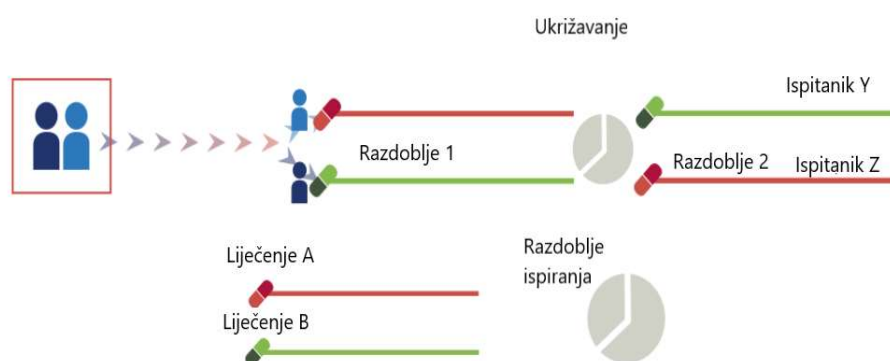 Ukrižavanje
Ispitanik Y
Razdoblje 1
Razdoblje 2
Ispitanik Z
Liječenje A
Razdoblje
ispiranja
Liječenje B